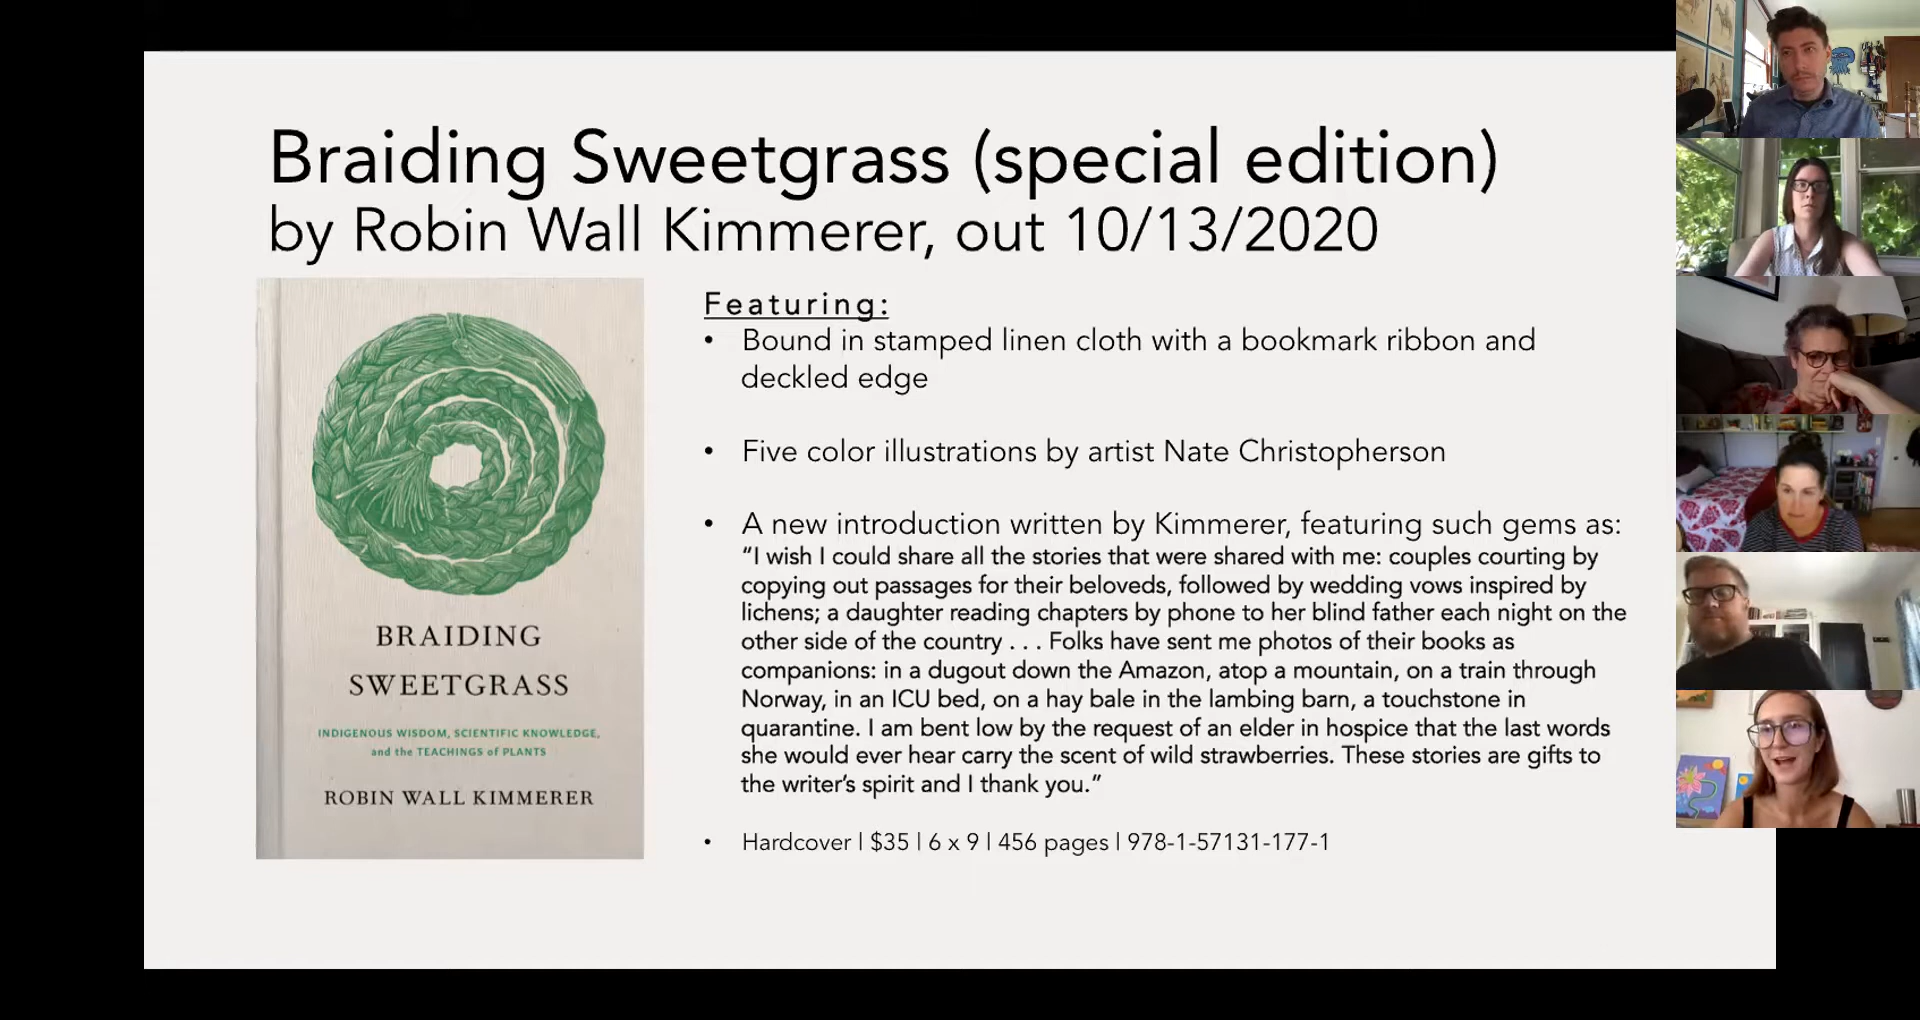 Braiding Sweetgrass (special edition)
by Robin Wall Kimmerer, out 10/13/2020
BRAIDING
SWEETGRASS
INDIGENOUS WISDOM, SCIENTIFIC KNOWLEDGE,
and the TEACHINGS of PLANTS
ROBIN WALL KIMMERER
Featuring:
• Bound in stamped linen cloth with a bookmark ribbon and
deckled edge
• Five color illustrations by artist Nate Christopherson
• A new introduction written by Kimmerer, featuring such gems as:
“I wish I could share all the stories that were shared with me: couples courting by
copying out passages for their beloveds, followed by wedding vows inspired by
lichens; a daughter reading chapters by phone to her blind father each night on the
other side of the country . . . Folks have sent me photos of their books as
companions: in a dugout down the Amazon, atop a mountain, on a train through
Norway, in an ICU bed, on a hay bale in the lambing barn, a touchstone in
quarantine. I am bent low by the request of an elder in hospice that the last words
she would ever hear carry the scent of wild strawberries. These stories are gifts to
the writer’s spirit and I thank you.”
• Hardcover | $35 | 6 x 9 | 456 pages | 978-1-57131-177-1